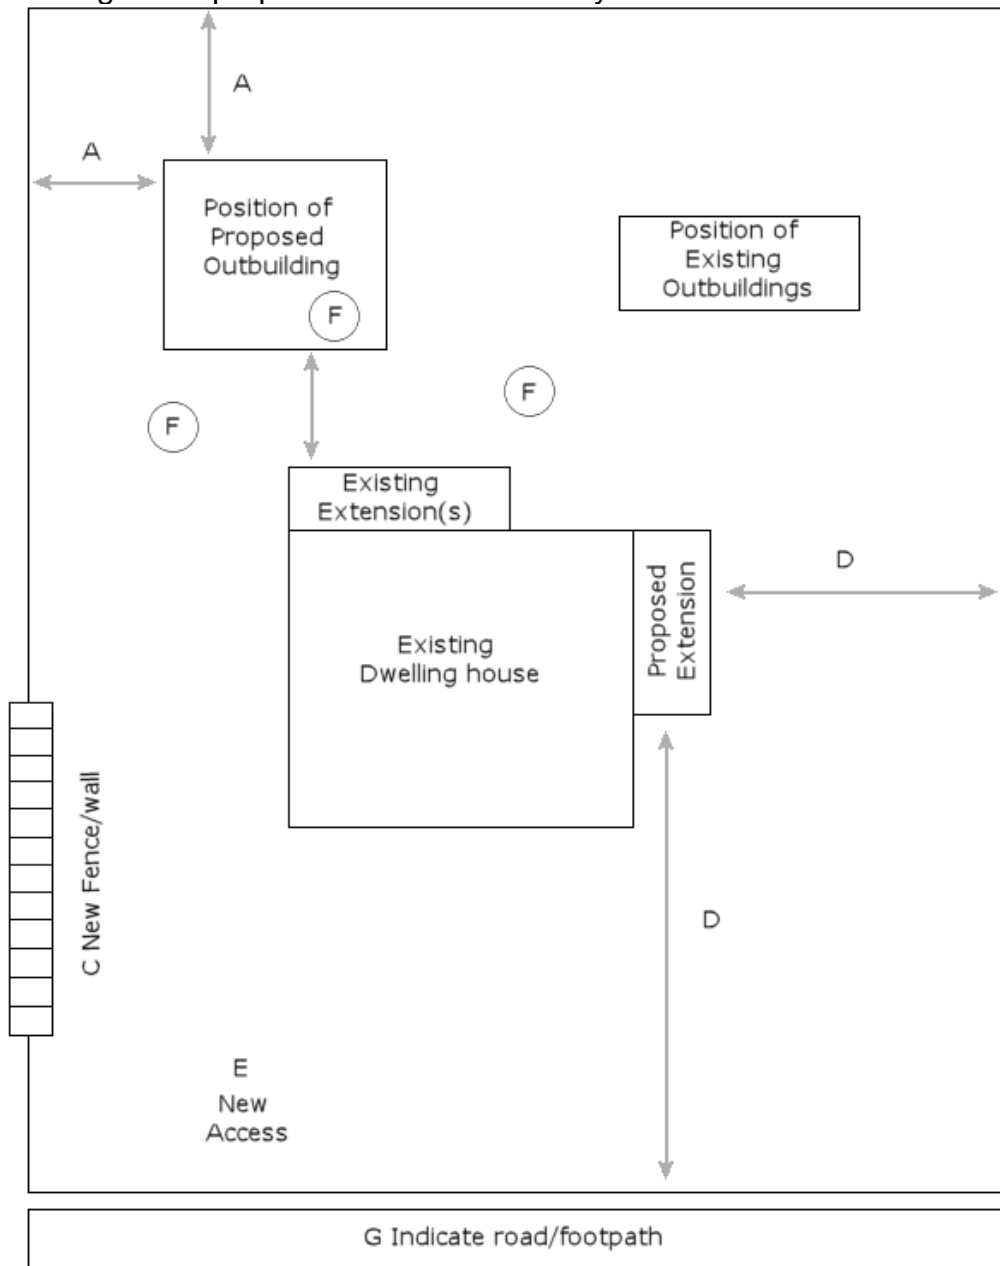 A
A
Position of
Proposed
Outbuilding
F
Position of
Existing
Outbuildings
F
F
Existing
Extension(s)
Proposed
Extension
D
Existing
Dwelling house
C New Fence/wall
D
E
New
Access
G Indicate road/footpath